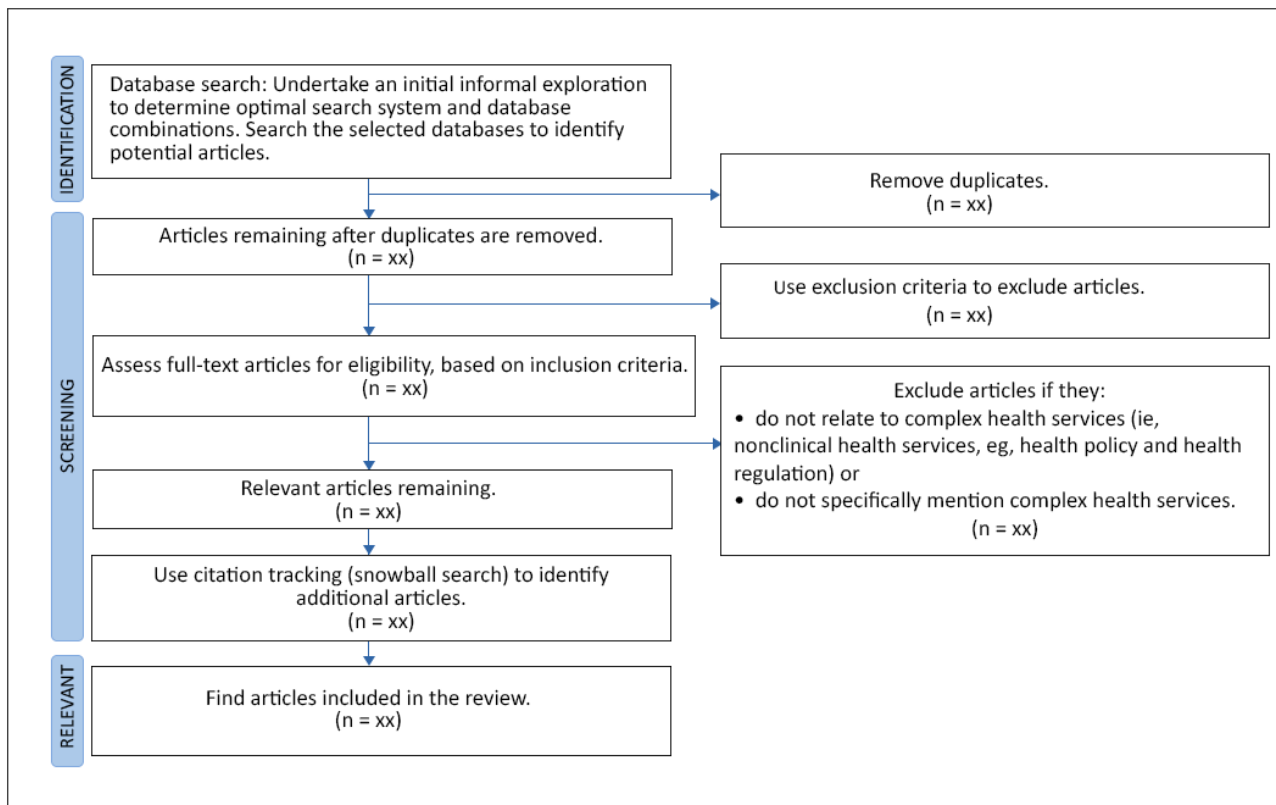 IDENTIFICATION
Database search: Undertake an initial informal exploration
to determine optimal search system and database
combinations. Search the selected databases to identify
potential articles.
Remove duplicates.
(n = xx)
SCREENING
Articles remaining after duplicates are removed.
(n = xx)
Use exclusion criteria to exclude articles.
(n = xx)
Assess full-text articles for eligibility, based on inclusion criteria.
(n = xx)
Exclude articles if they:
• do not relate to complex health services (ie,
nonclinical health services, eg, health policy and health
regulation) or
• do not specifically mention complex health services.
(n = xx)
Relevant articles remaining.
(n = xx)
Use citation tracking (snowball search) to identify
additional articles.
(n = xx)
RELEVANT
Find articles included in the review.
(n = xx)